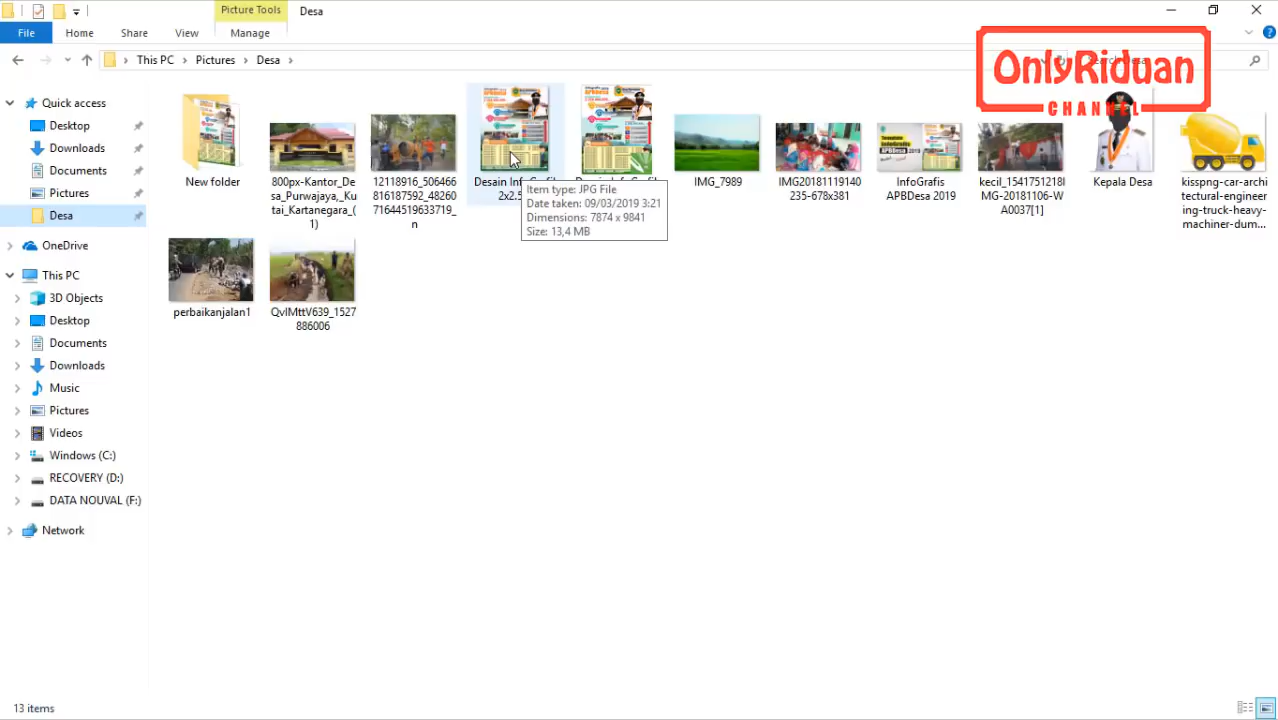 Picture Tools
Desa
File
Home
Share
View
Manage
This PC
Pictures
Desa
OnlyRiduan
CHANNEL
Quick access
Desktop
Downloads
Documents
Pictures
Desa
OneDrive
This PC
3D Objects
Desktop
Documents
Downloads
Music
Pictures
Videos
Windows (C:)
RECOVERY (D:)
DATA NOUVAL (F:)
Network
New folder
800px-Kantor_De
sa_Purwajaya,_Ku
tai_Kartanegara_(
1)
12118916_506466
816187592_48260
71644519633719_
n
Item type: JPG File
Date taken: 09/03/2019 3:21
Dimensions: 7874 x 9841
Size: 13,4 MB
IMG_7989
IMG20181119140
235-678x381
InfoGrafis
APBDesa 2019
kecil_1541751218I
MG-20181106-W
A0037[1]
Kepala Desa
kisspng-car-archi
tectural-engineer
ing-truck-heavy-
machiner-dum...
perbaikanjalan1
QvIMttV639_1527
886006
13 items